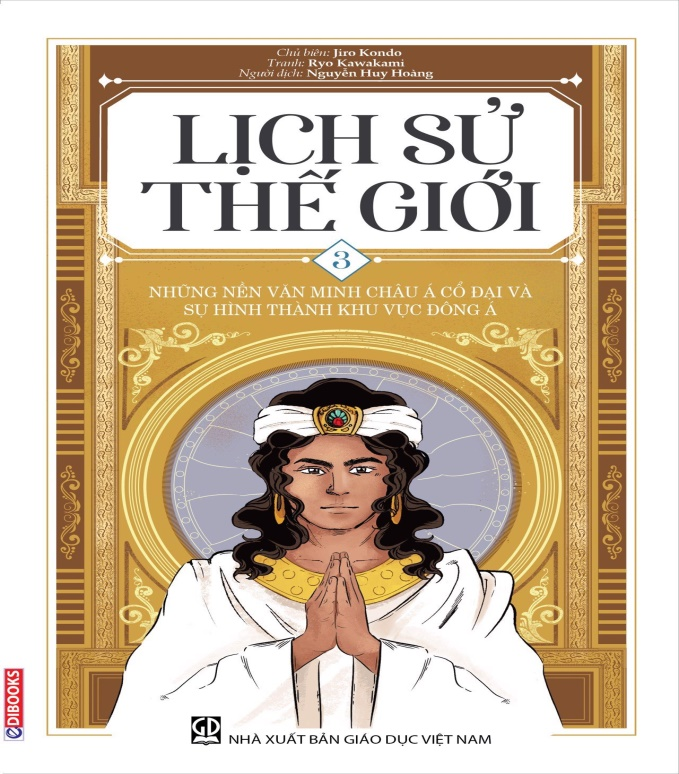 Chủ biên: Jiro Kondo
Tranh: Ryo Kawakami
Người dịch: Nguyễn Huy Hoàng
LỊCH SỬ
THẾ GIỚI
3
NHỮNG NỀN VĂN MINH CHÂU Á CỔ ĐẠI VÀ
SỰ HÌNH THÀNH KHU VỰC ĐÔNG Á
eDIBOOKS
GD
NHÀ XUẤT BẢN GIÁO DỤC VIỆT NAM